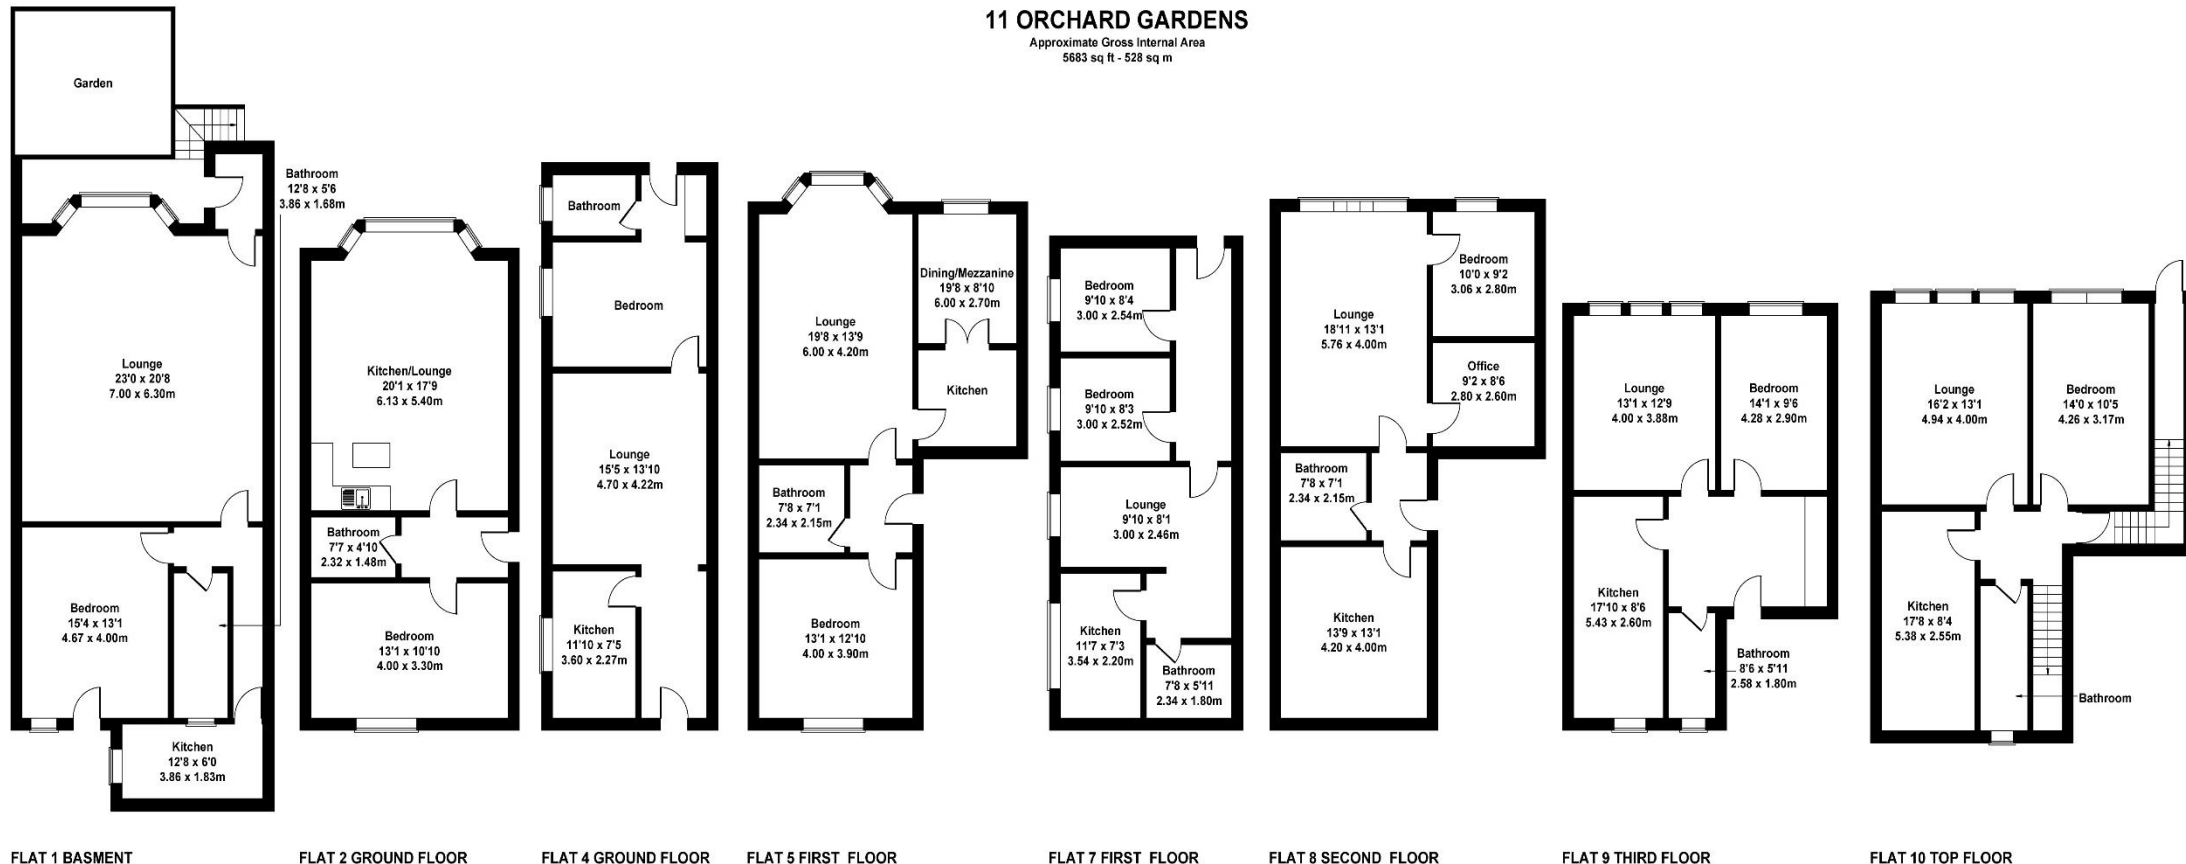 11 ORCHARD GARDENS
Approximate Gross Internal Area
5683 sq ft - 528 sq m
Garden
Bathroom
12'8 x 5'6
3.86 x 1.68m
Lounge
23'0 x 20'8
7.00 x 6.30m
Bedroom
15'4 x 13'1
4.67 x 4.00m
Kitchen
12'8 x 6'0
3.86 x 1.83m
FLAT 1 BASMENT
Kitchen/Lounge
20'1 x 17'9
6.13 x 5.40m
Bathroom
7'7 x 4'10
2.32 x 1.48m
Bedroom
13'1 x 10'10
4.00 x 3.30m
FLAT 2 GROUND FLOOR
Bathroom
Bedroom
Lounge
15'5 x 13'10
4.70 x 4.22m
Kitchen
11'10 x 7'5
3.60 x 2.27m
FLAT 4 GROUND FLOOR
Dining/Mezzanine
19'8 x 8'10
6.00 x 2.70m
Lounge
19'8 x 13'9
6.00 x 4.20m
Kitchen
Bathroom
7'8 x 7'1
2.34 x 2.15m
Bedroom
13'1 x 12'10
4.00 x 3.90m
FLAT 5 FIRST FLOOR
Bedroom
9'10 x 8'4
3.00 x 2.54m
Bedroom
9'10 x 8'3
3.00 x 2.52m
Lounge
9'10 x 8'1
3.00 x 2.46m
Kitchen
11'7 x 7'3
3.54 x 2.20m
Bathroom
7'8 x 5'11
2.34 x 1.80m
FLAT 7 FIRST FLOOR
Bedroom
10'0 x 9'2
3.06 x 2.80m
Lounge
18'11 x 13'1
5.76 x 4.00m
Office
9'2 x 8'6
2.80 x 2.60m
Bathroom
7'8 x 7'1
2.34 x 2.15m
Kitchen
13'9 x 13'1
4.20 x 4.00m
FLAT 8 SECOND FLOOR
Lounge
13'1 x 12'9
4.00 x 3.88m
Bedroom
14'1 x 9'6
4.28 x 2.90m
Kitchen
17'10 x 8'6
5.43 x 2.60m
Bathroom
8'6 x 5'11
2.58 x 1.80m
FLAT 9 THIRD FLOOR
Lounge
16'2 x 13'1
4.94 x 4.00m
Bedroom
14'0 x 10'5
4.26 x 3.17m
Kitchen
17'8 x 8'4
5.38 x 2.55m
Bathroom
FLAT 10 TOP FLOOR